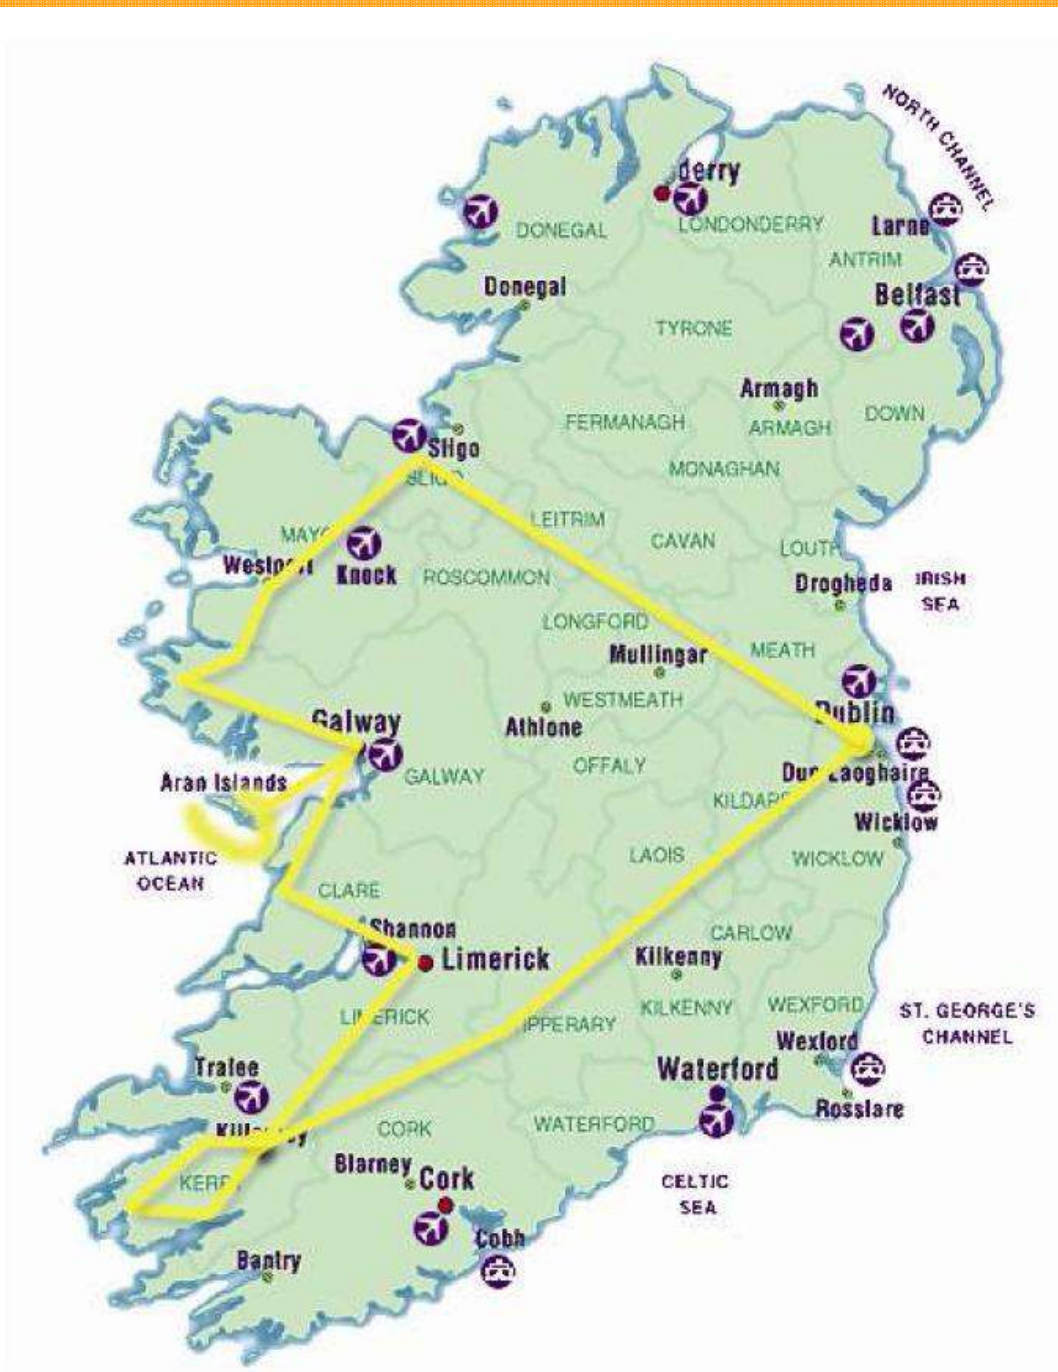 NORTH CHANNEL
derry
LONDONDERRY
DONEGAL
Larne
ANTRIM
Belfast
Donegal
TYRONE
Armagh
DOWN
FERMANAGH
ARMAGH
Sligo
MONAGHAN
LEITRIM
CAVAN
LOUTH
Knock
ROSCOMMON
Drogheda
IRISH
SEA
LONGFORD
Mullingar
MEATH
WESTMEATH
Galway
Athlone
Dublin
OFFALY
GALWAY
Aran Islands
Wicklow
ATLANTIC
OCEAN
LAOIS
WICKLOW
CLARE
Shannon
CARLOW
Limerick
Kilkenny
KILKENNY
WEXFORD
ST. GEORGE'S
CHANNEL
LIMERICK
Wexford
Tralee
Waterford
Rosslare
CORK
WATERFORD
Blarney
Cork
CELTIC
SEA
Cobh
Bantry